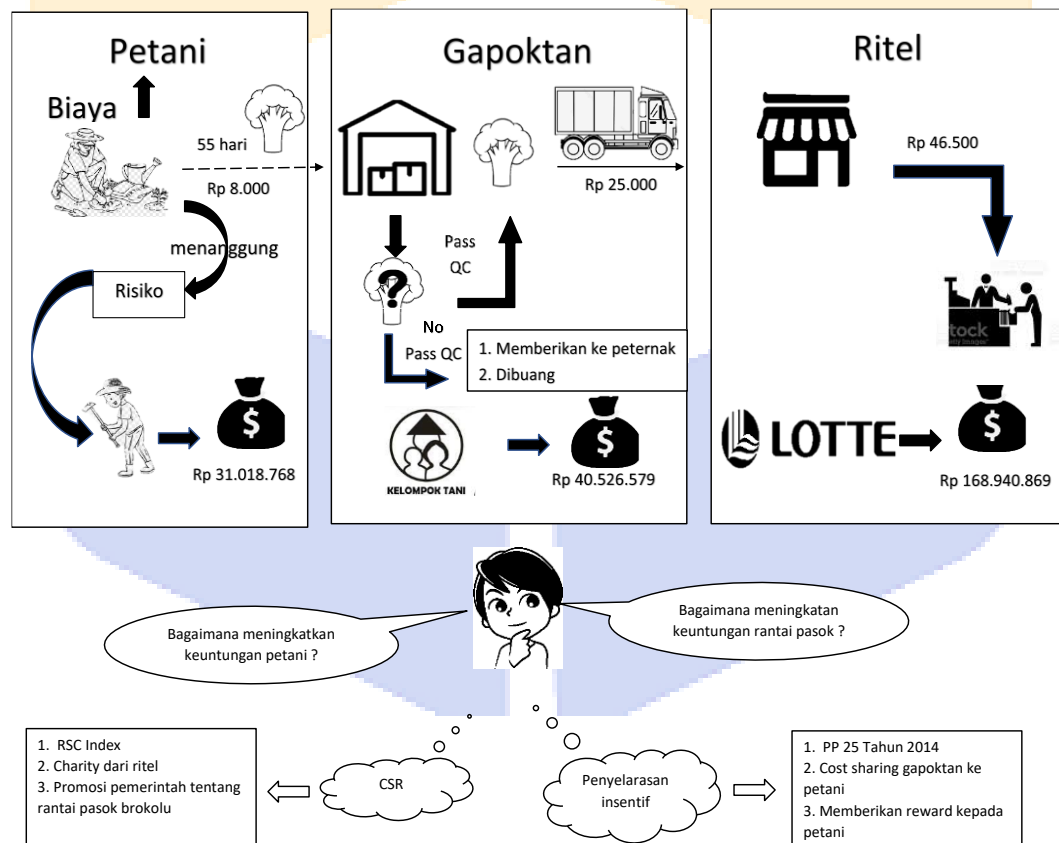 Petani
Biaya
55 hari
Rp 8.000
menanggung
Risiko
Rp 31.018.768
Gapoktan
Rp 25.000
Pass
QC
?
No
Pass QC
1. Memberikan ke peternak
2. Dibuang
KELOMPOK TANI
$
Rp 40.526.579
$
Ritel
Rp 46.500
stock
LOTTE
$
Rp 168.940.869
Bagaimana meningkatkan
keuntungan petani ?
Bagaimana meningkatan
keuntungan rantai pasok ?
1. RSC Index
2. Charity dari ritel
3. Promosi pemerintah tentang
rantai pasok brokolu
CSR
Penyelarasan
insentif
1. PP 25 Tahun 2014
2. Cost sharing gapoktan ke
petani
3. Memberikan reward kepada
petani